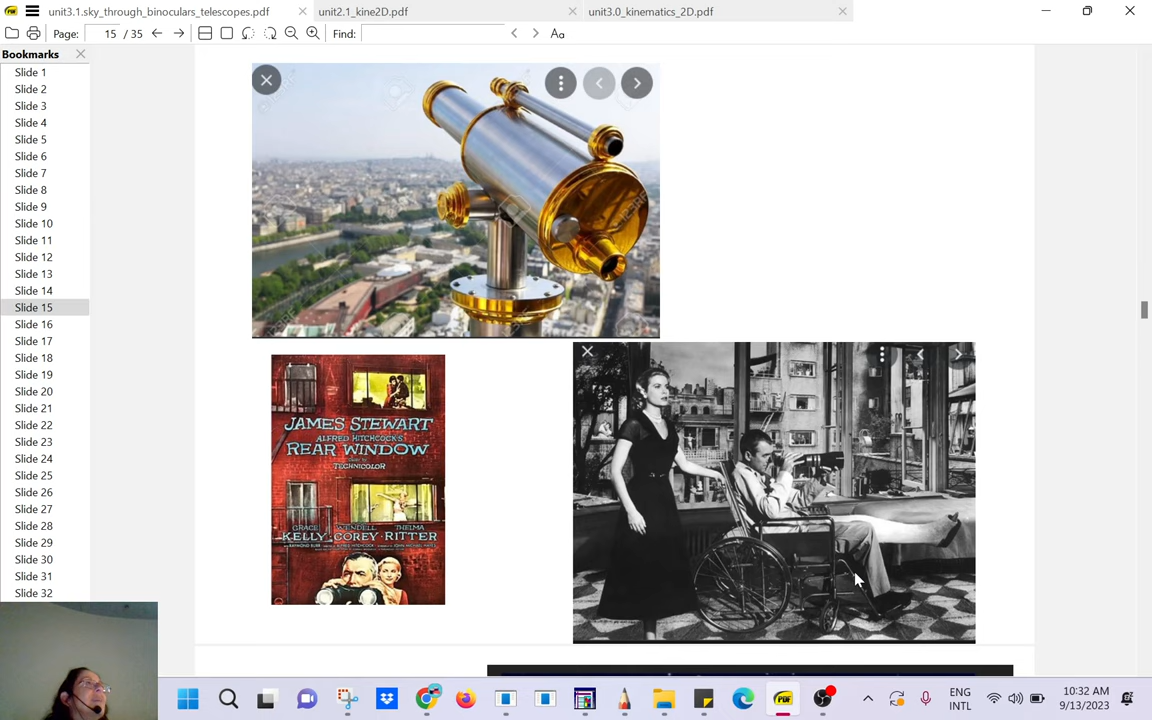 unit3.1.sky_through_binoculars_telescopes.pdf
unit2.1_kine2D.pdf
unit3.0_kinematics_2D.pdf
Page: 15 / 35
Find:
Aa
Bookmarks
Slide 1
Slide 2
Slide 3
Slide 4
Slide 5
Slide 6
Slide 7
Slide 8
Slide 9
Slide 10
Slide 11
Slide 12
Slide 13
Slide 14
Slide 15
Slide 16
Slide 17
Slide 18
Slide 19
Slide 20
Slide 21
Slide 22
Slide 23
Slide 24
Slide 25
Slide 26
Slide 27
Slide 28
Slide 29
Slide 30
Slide 31
Slide 32
JAMES STEWART
ALFRED HITCHCOCK'S
REAR WINDOW
TECHNICOLOR
GRACE WENDELL THELMA
KELLY · COREY · RITTER
PDF
ENG
INTL
10:32 AM
9/13/2023